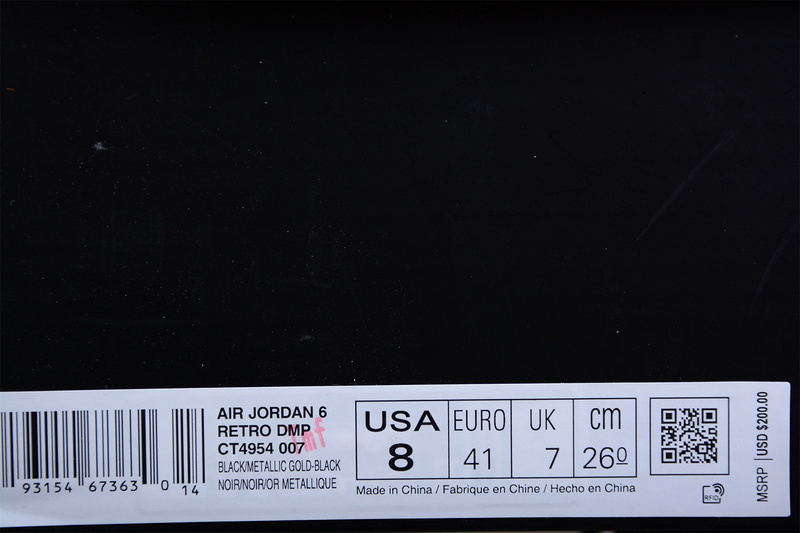 AIR JORDAN 6
RETRO DMP
CT4954 007
BLACK/METALLIC GOLD-BLACK
NOIR/NOIR/OR METALLIQUE
93154 67363 0 14
USA EURO UK cm
8 41 7 26⁰
Made in China / Fabrique en Chine / Hecho en China
RFID
MSRP | USD $200.00